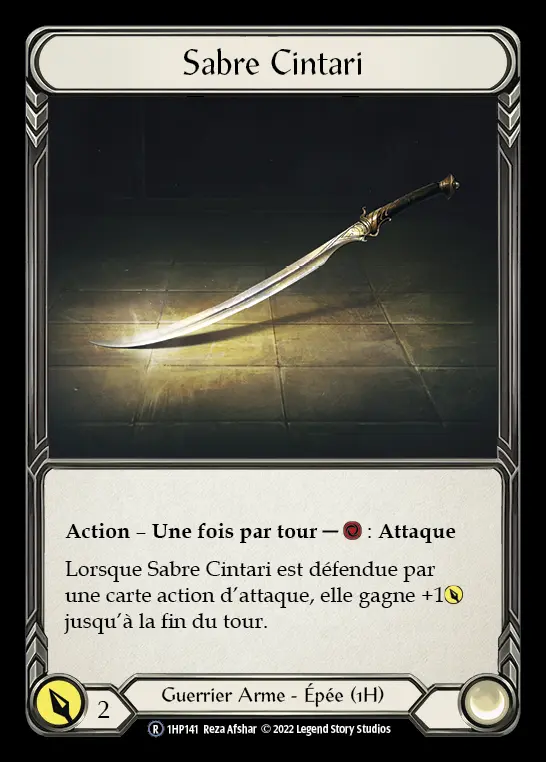 Sabre Cintari
Action – Une fois par tour — : Attaque
Lorsque Sabre Cintari est défendue par
une carte action d'attaque, elle gagne +1
jusqu'à la fin du tour.
2
Guerrier Arme - Épée (1H)
R 1HP141 Reza Afshar © 2022 Legend Story Studios